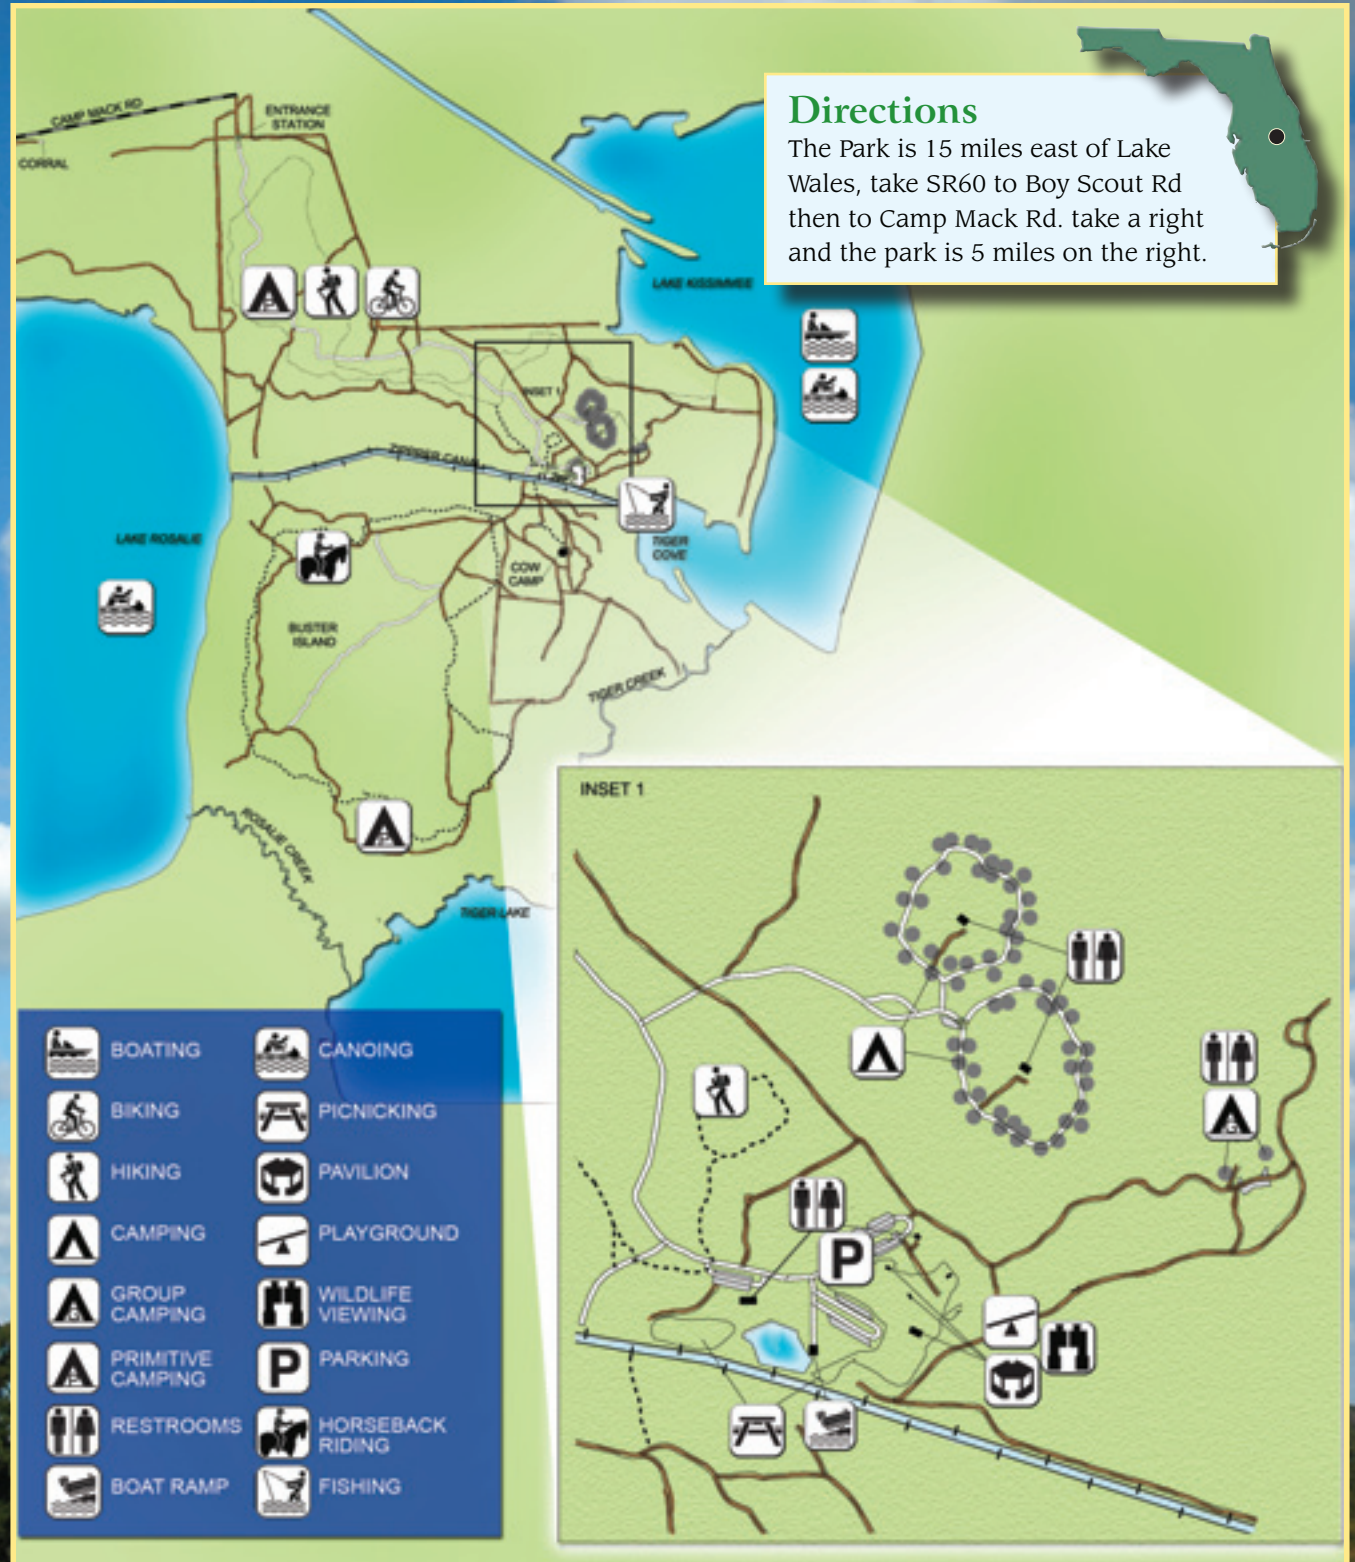 Directions
The Park is 15 miles east of Lake
Wales, take SR60 to Boy Scout Rd
then to Camp Mack Rd. take a right
and the park is 5 miles on the right.
CAMP MACK RD
ENTRANCE
STATION
CORRAL
LAKE KISSIMMEE
INSET 1
ZIPPER CANAL
LAKE ROSALIE
TIGER
COVE
COW
CAMP
BUSTER
ISLAND
TIGER CREEK
ROSALIE CREEK
TIGER LAKE
INSET 1
P
BOATING
CANOING
BIKING
PICNICKING
HIKING
PAVILION
CAMPING
PLAYGROUND
GROUP
CAMPING
WILDLIFE
VIEWING
PRIMITIVE
CAMPING
P
PARKING
RESTROOMS
HORSEBACK
RIDING
BOAT RAMP
FISHING